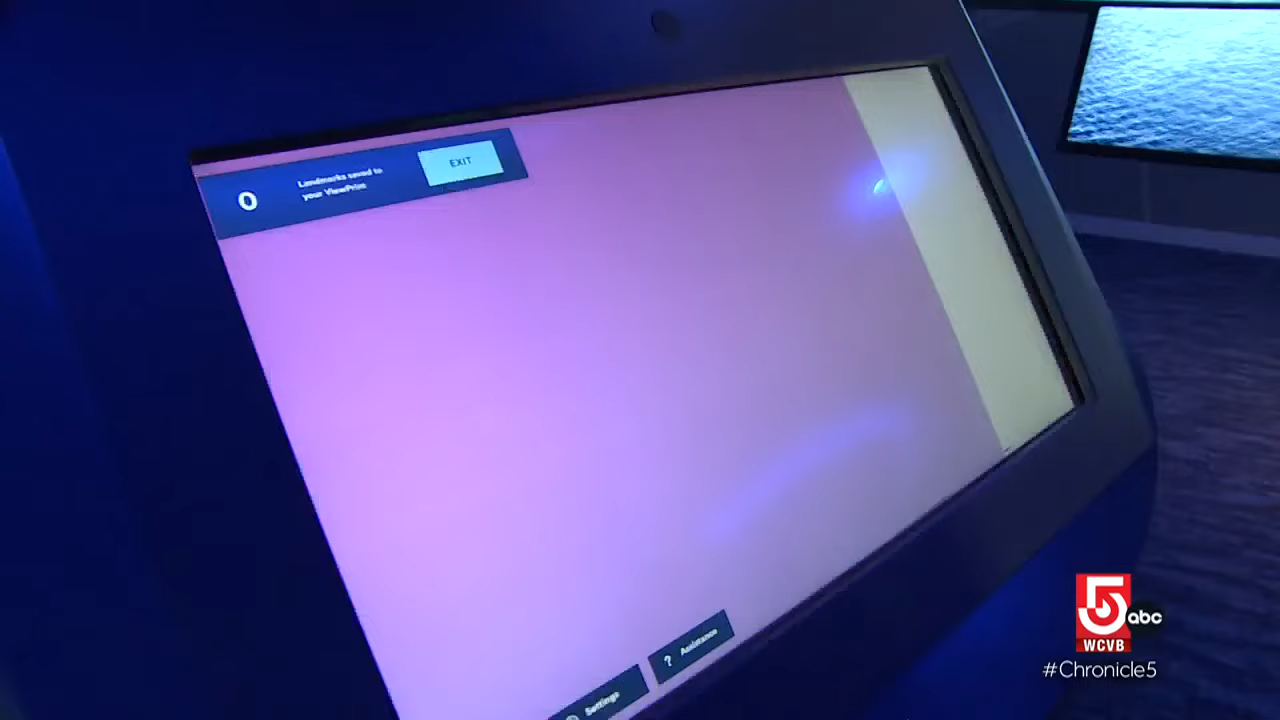 0
Landmarks saved to
your ViewPrint
EXIT
? Assistance
Settings
5
abc
WCVB
#Chronicle5